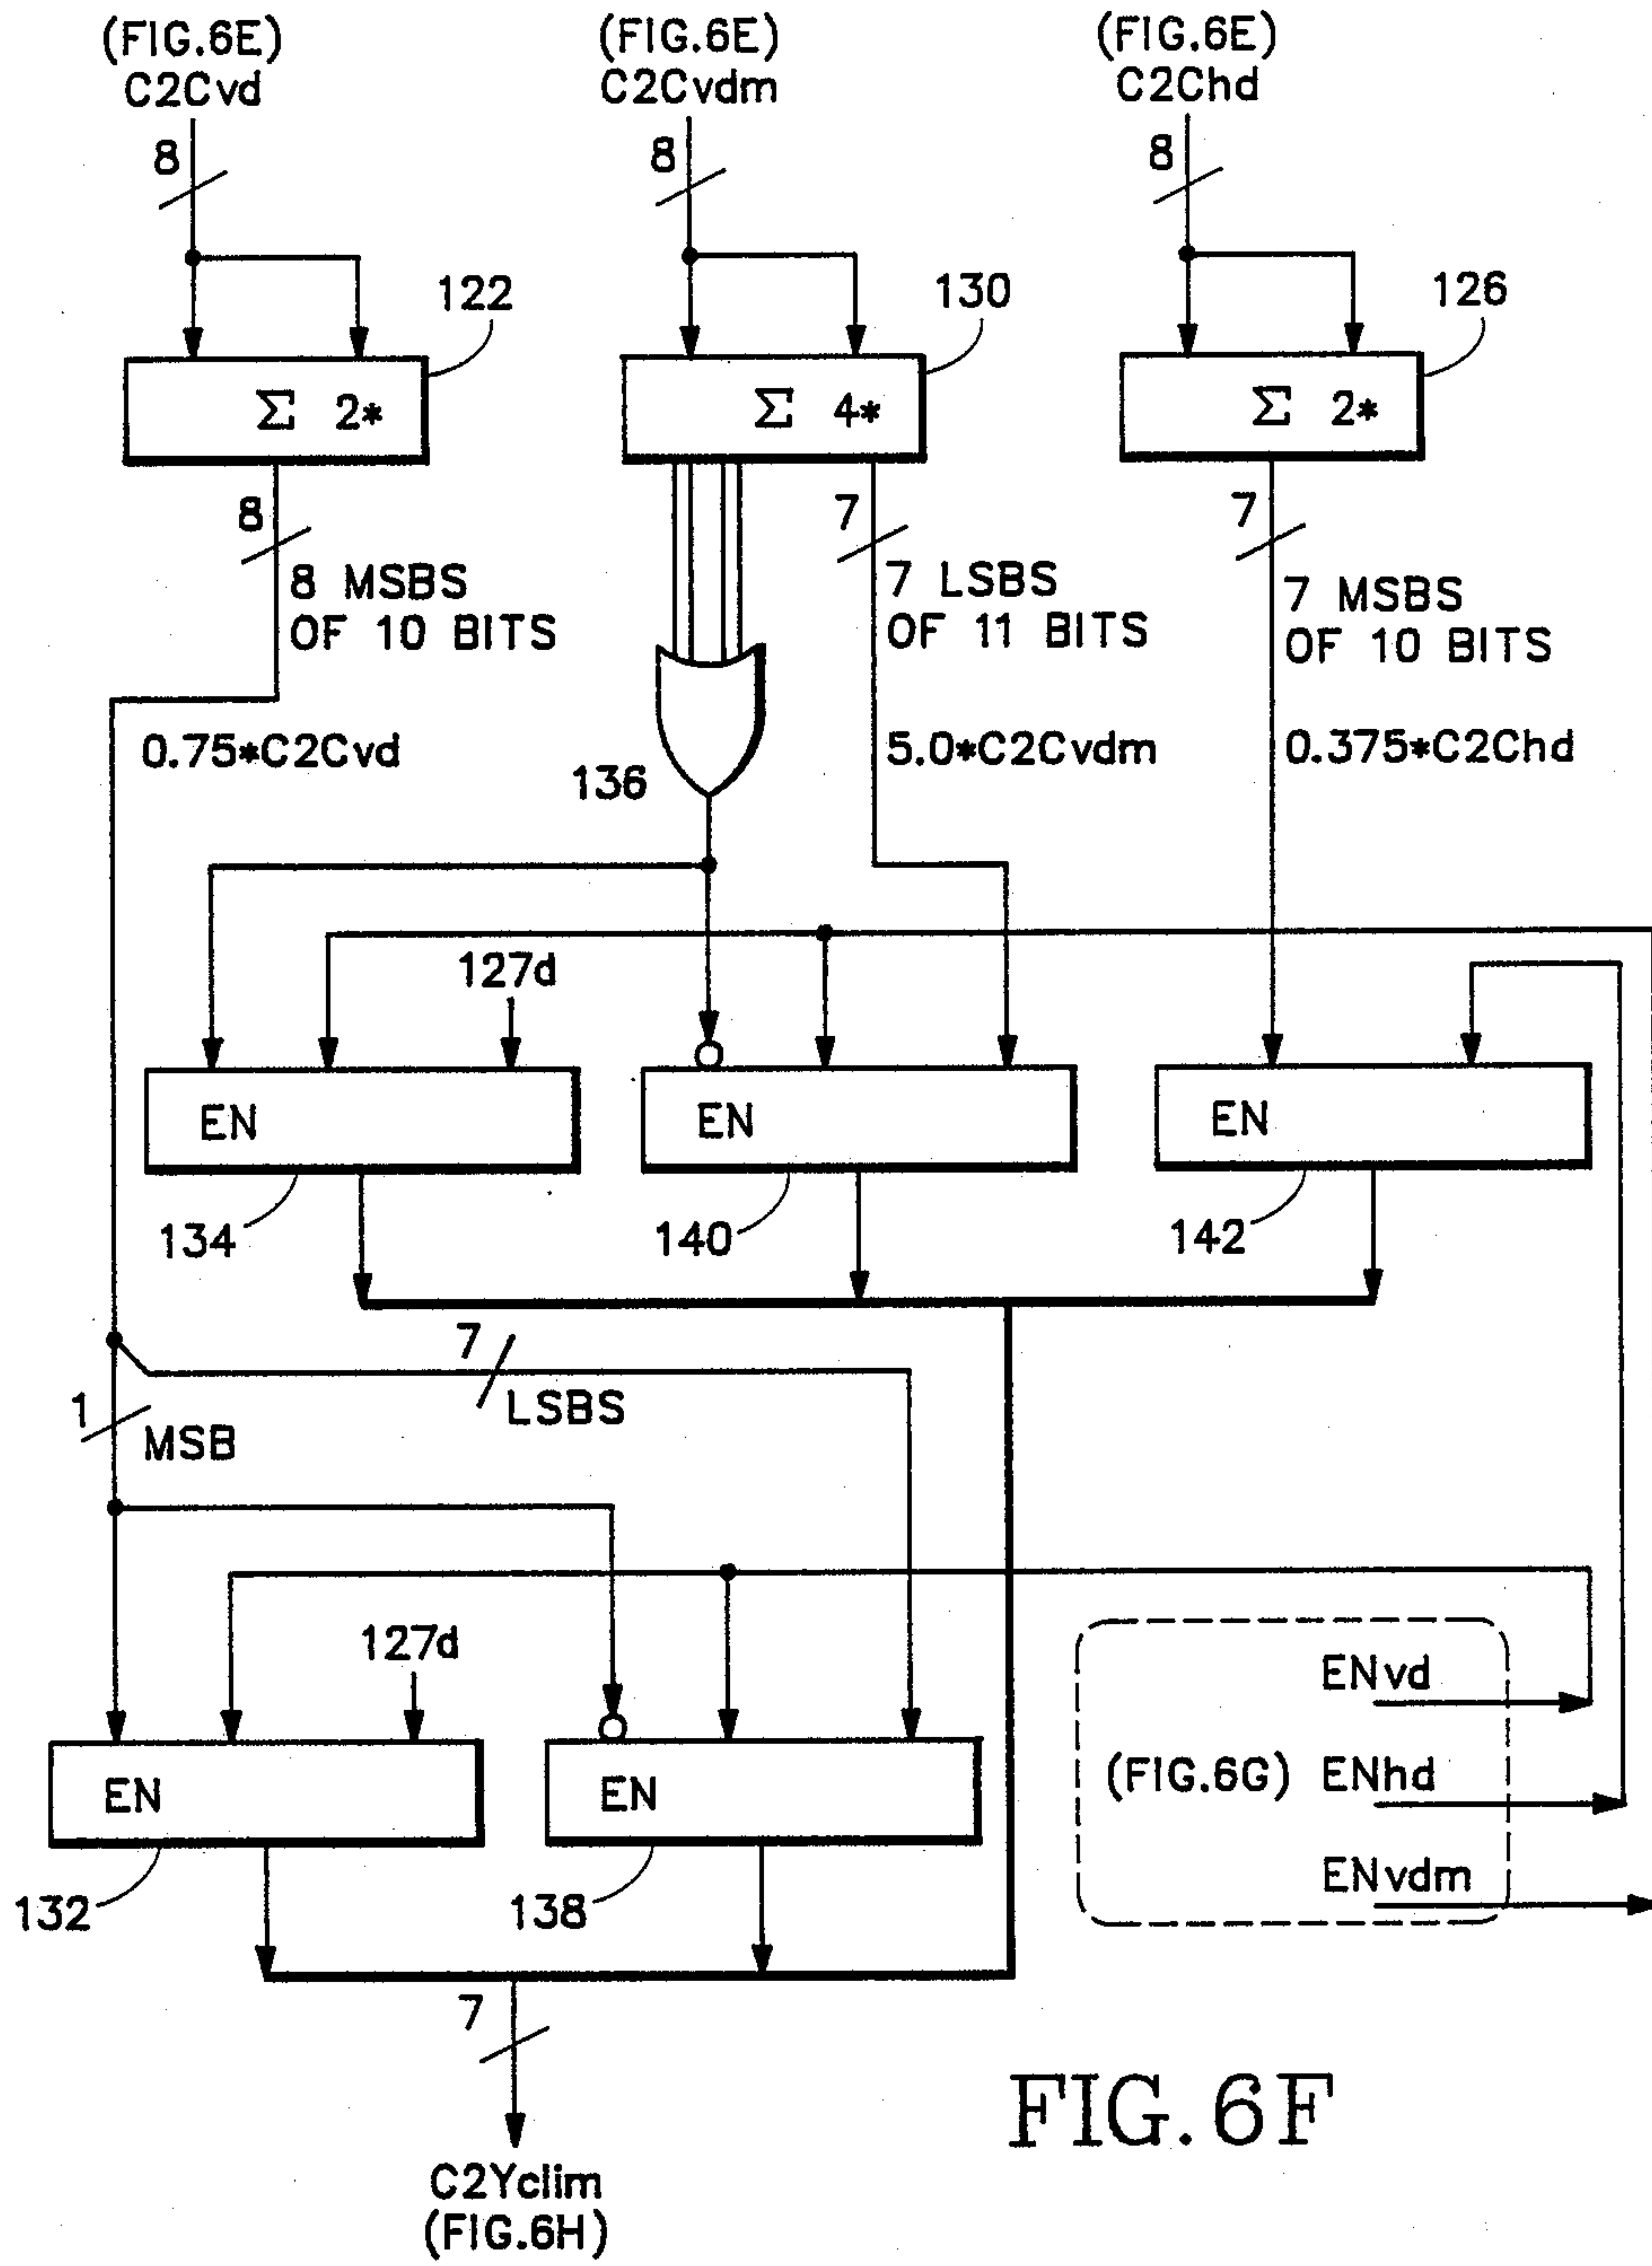 (FIG.6E) (FIG.6E) (FIG.6E)
C2Cvd C2Cvdm C2Chd
8 8 8
122 130 126
Σ 2* Σ 4* Σ 2*
8 7 7
8 MSBS
OF 10 BITS
7 LSBS
OF 11 BITS
7 MSBS
OF 10 BITS
0.75*C2Cvd 5.0*C2Cvdm 0.375*C2Chd
136
127d
EN EN EN
134 140 142
7
LSBS
1
MSB
127d
ENvd
(FIG.6G) ENhd
ENvdm
EN EN
132 138
7
C2Yclim
(FIG.6H)
FIG. 6F